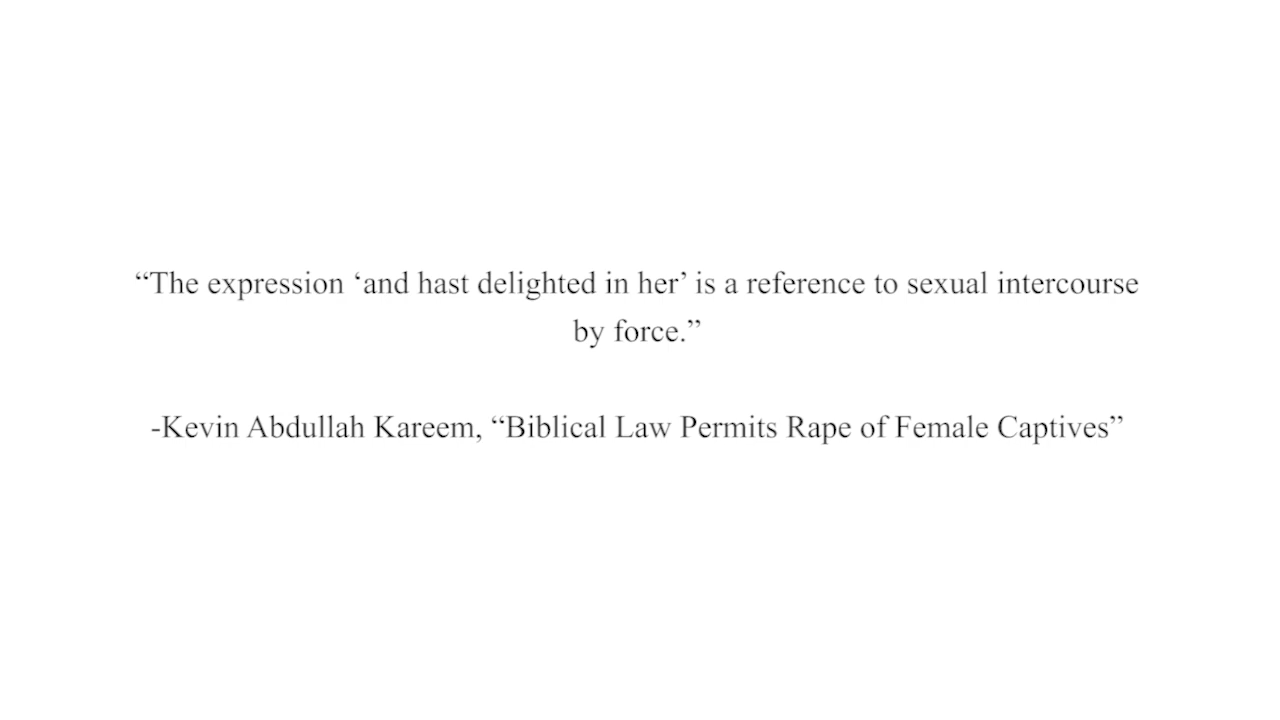 “The expression ‘and hast delighted in her’ is a reference to sexual intercourse
by force.”
-Kevin Abdullah Kareem, “Biblical Law Permits Rape of Female Captives”